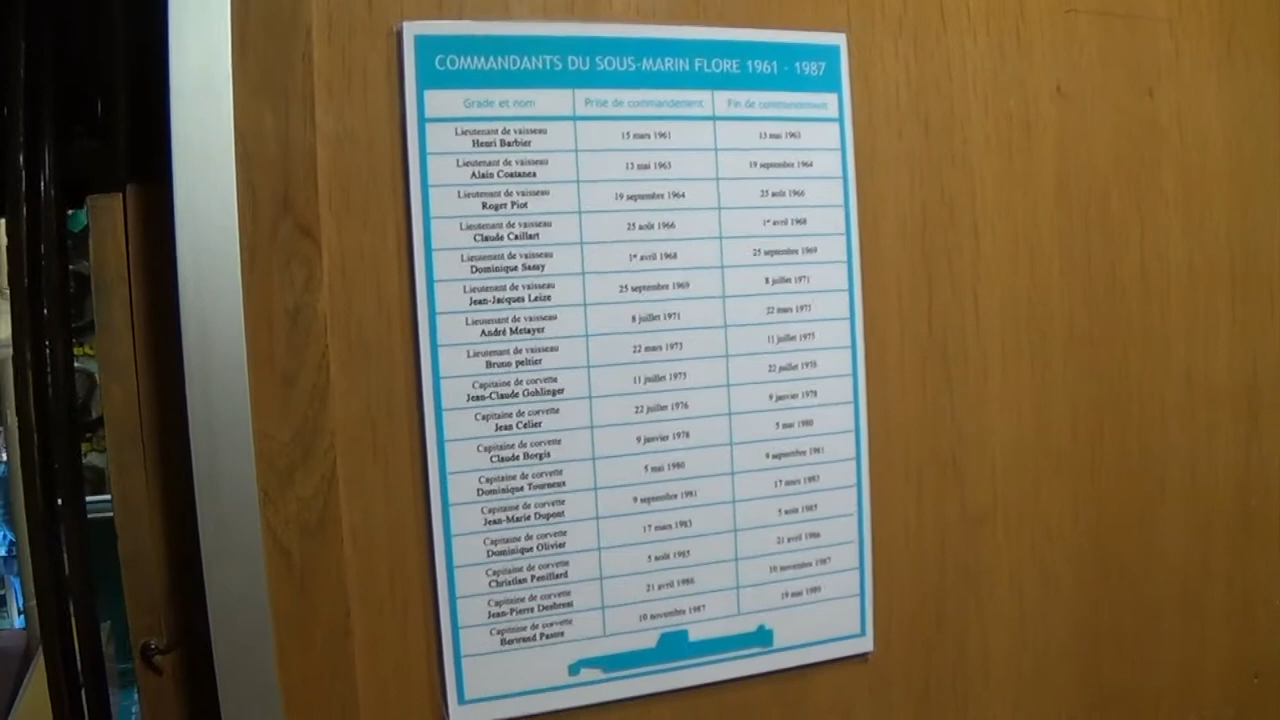 COMMANDANTS DU SOUS-MARIN FLORE 1961 - 1987
Grade et nom Prise de commandement Fin de commandement
Lieutenant de vaisseau
Henri Barbier 15 mars 1961 13 mai 1963
Lieutenant de vaisseau
Alain Coatanea 13 mai 1963 19 septembre 1964
Lieutenant de vaisseau
Roger Piot 19 septembre 1964 25 août 1966
Lieutenant de vaisseau
Claude Caillart 25 août 1966 1er avril 1968
Lieutenant de vaisseau
Dominique 1er avril 1968 25 septembre 1969
Lieutenant de vaisseau
Jean-Jacques Leize 25 septembre 1969 8 juillet 1971
Lieutenant de vaisseau
André Metayer 8 juillet 1971 22 mars 1973
Lieutenant de vaisseau
Bruno peltier 22 mars 1973 11 juillet 1975
Capitaine de corvette
Jean-Claude Gohlinger 11 juillet 1975 22 juillet
Capitaine de corvette
Jean Celier 22 juillet 1976 9 janvier 1978
Capitaine de corvette
Claude Borgis 9 janvier 1978 5 mai 1980
Capitaine de corvette
Dominique Tourneux 5 mai 1980 9 septembre 1981
Capitaine de corvette
Jean-Marie Dupont 9 septembre 1981 17 mars 1983
Capitaine de corvette
Dominique Olivier 17 mars 1983 5 août 1985
Capitaine de corvette
Christian Penillard 5 août 1985 21 avril 1986
Capitaine de corvette
Jean-Pierre 21 avril 1986 10 novembre 1987
Capitaine de corvette
Bertrand 10 novembre 1987 19 mai 1989